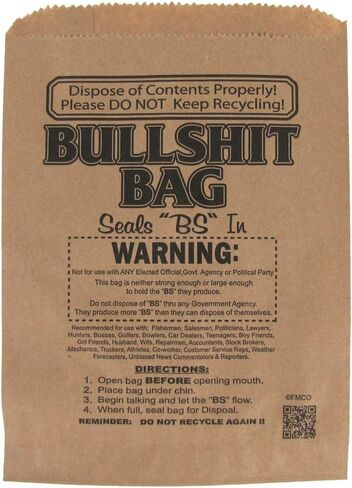 Dispose of Contents Properly!
Please DO NOT Keep Recycling!
BULLSHIT
BAG
Seals "BS" In
WARNING:
Not for use with ANY Elected Official,Govt. Agency or Political Party
This bag is neither strong enough or large enough
to hold the "BS" they produce.
Do not dispose of "BS" thru any Government Agency.
They produce more "BS" than they can dispose of themselves.
Recommended for use with: Fishermen, Salesmen, Politicians, Lawyers,
Hunters, Bosses, Golfers, Bowlers, Car Dealers, Teenagers, Boy Friends,
Girl Friends, Husband, Wife, Repairmen, Accountants, Stock Brokers,
Mechanics, Truckers, Athletes, Co-worker, Customer Service Reps, Weather
Forecasters, Unbiased News Commentators & Reporters.
DIRECTIONS:
1. Open bag BEFORE opening mouth.
2. Place bag under chin.
3. Begin talking and let the "BS" flow.
4. When full, seal bag for Dispoal.
REMINDER: DO NOT RECYCLE AGAIN !!
©FMCO